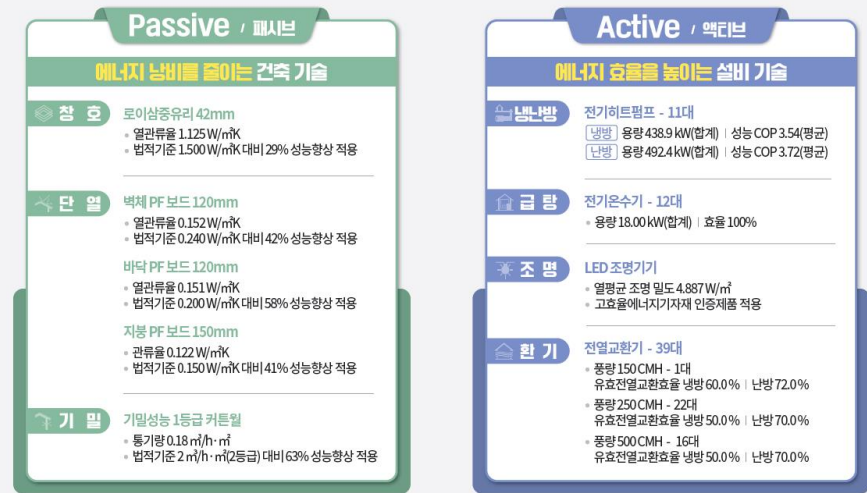 Passive / 패시브
에너지 낭비를 줄이는 건축 기술
창 호
로이삼중유리 42mm
• 열관류율 1.125 W/㎡K
• 법적기준 1.500 W/㎡K 대비 29% 성능향상 적용
단 열
벽체 PF 보드 120mm
• 열관류율 0.152 W/㎡K
• 법적기준 0.240 W/㎡K 대비 42% 성능향상 적용
바닥 PF 보드 120mm
• 열관류율 0.151 W/㎡K
• 법적기준 0.200 W/㎡K 대비 58% 성능향상 적용
지붕 PF 보드 150mm
• 관류율 0.122 W/㎡K
• 법적기준 0.150 W/㎡K 대비 41% 성능향상 적용
기 밀
기밀성능 1등급 커튼월
• 통기량 0.18 ㎥/h·㎡
• 법적기준 2 ㎥/h·㎡(2등급) 대비 63% 성능향상 적용
Active / 액티브
에너지 효율을 높이는 설비 기술
냉난방
전기히트펌프 - 11대
냉방 용량 438.9 kW(합계) | 성능 COP 3.54(평균)
난방 용량 492.4 kW(합계) | 성능 COP 3.72(평균)
급 탕
전기온수기 - 12대
• 용량 18.00 kW(합계) | 효율 100%
조 명
LED 조명기기
• 열평균 조명 밀도 4.887 W/㎡
• 고효율에너지기자재 인증제품 적용
환 기
전열교환기 - 39대
• 풍량 150 CMH - 1대
유효전열교환효율 냉방 60.0% | 난방 72.0%
• 풍량 250 CMH - 22대
유효전열교환효율 냉방 50.0% | 난방 70.0%
• 풍량 500 CMH - 16대
유효전열교환효율 냉방 50.0% | 난방 70.0%